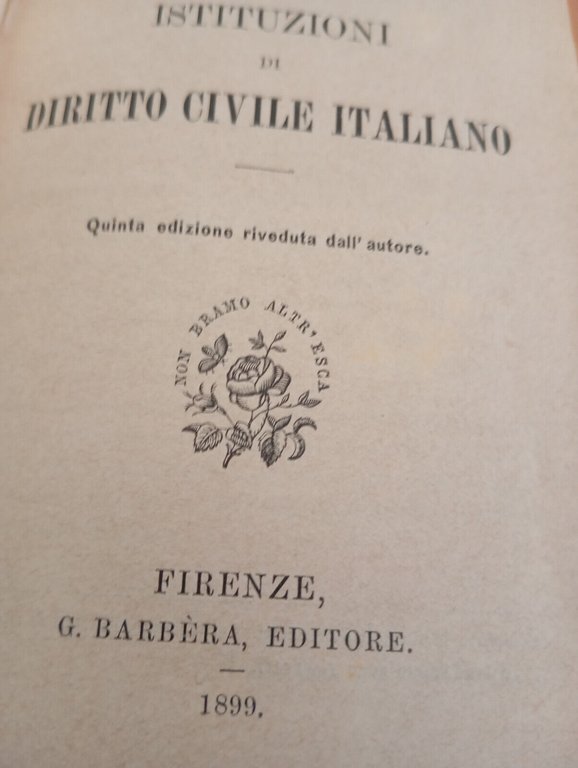 ISTITUZIONI
DI
DIRITTO CIVILE ITALIANO
Quinta edizione riveduta dall' autore.
NON BRAMO ALTR' ESCA
FIRENZE,
G. BARBÈRA, EDITORE.
1899.